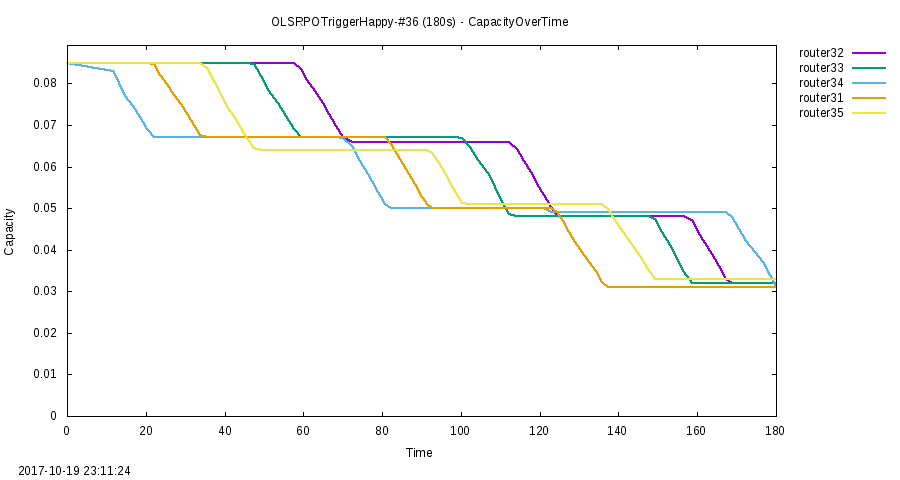 OLSRPOTriggerHappy-#36 (180s) - CapacityOverTime
router32
router33
router34
router31
router35
0.08
0.07
0.06
0.05
0.04
0.03
0.02
0.01
0
Capacity
0 20 40 60 80 100 120 140 160 180
Time
2017-10-19 23:11:24